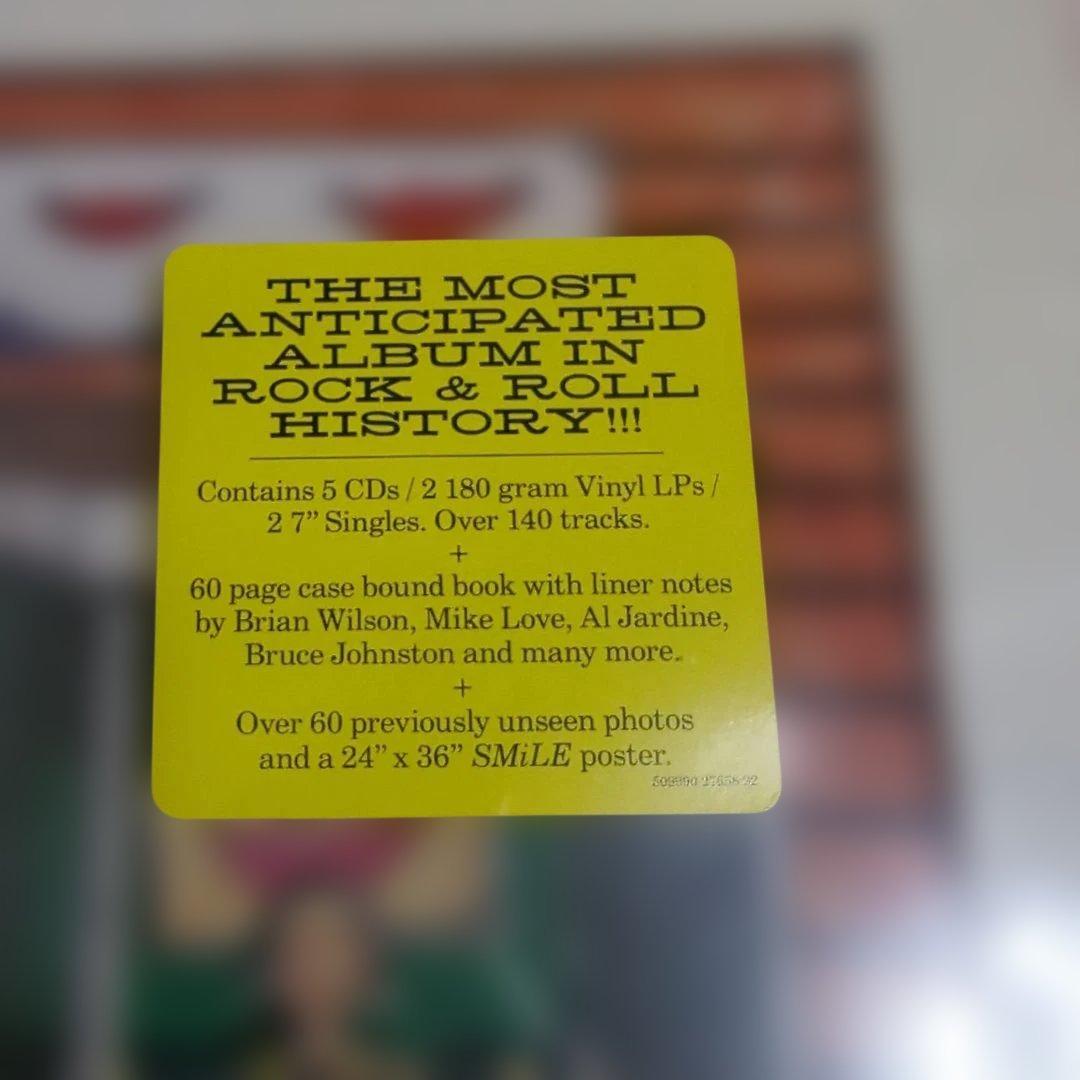 THE MOST
ANTICIPATED
ALBUM IN
ROCK & ROLL
HISTORY!!!
Contains 5 CDs / 2 180 gram Vinyl LPs /
2 7” Singles. Over 140 tracks.
+
60 page case bound book with liner notes
by Brian Wilson, Mike Love, Al Jardine,
Bruce Johnston and many more.
+
Over 60 previously unseen photos
and a 24” x 36” SMiLE poster.